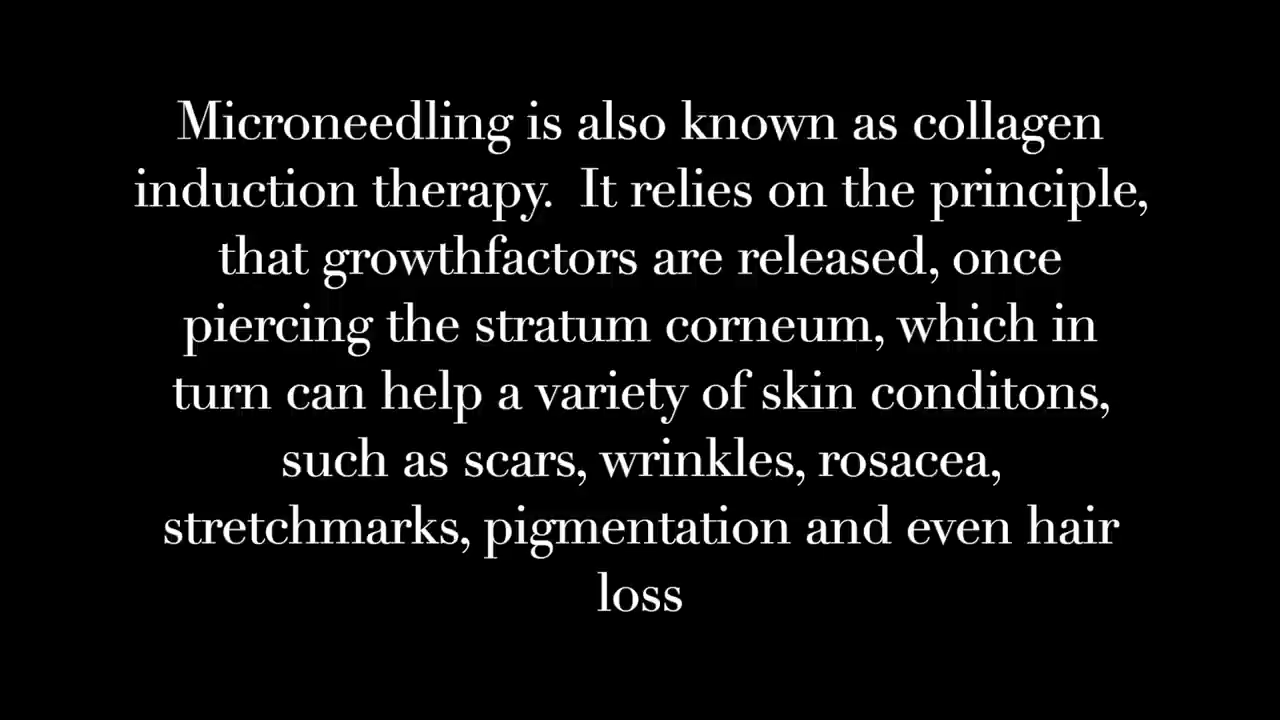 Microneedling is also known as collagen
induction therapy.  It relies on the principle,
that growthfactors are released, once
piercing the stratum corneum, which in
turn can help a variety of skin conditons,
such as scars, wrinkles, rosacea,
stretchmarks, pigmentation and even hair
loss